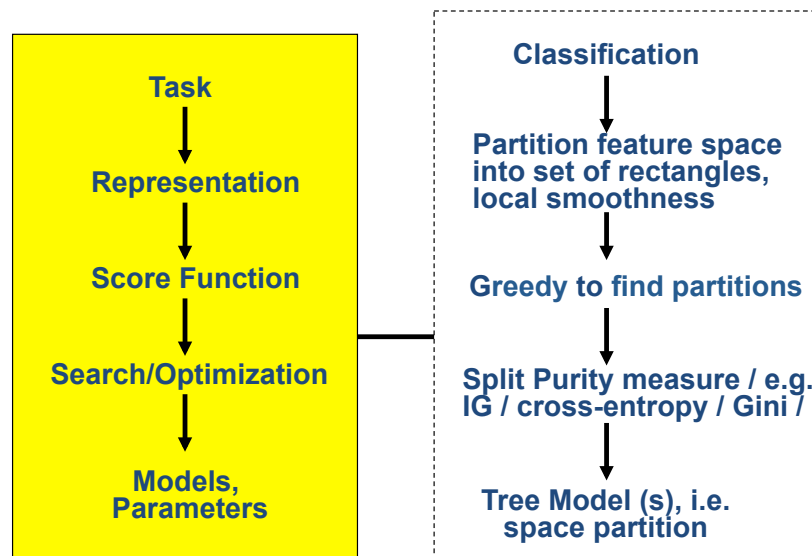 Task
Representation
Score Function
Search/Optimization
Models,
Parameters
Classification
Partition feature space
into set of rectangles,
local smoothness
Greedy to find partitions
Split Purity measure / e.g.
IG / cross-entropy / Gini /
Tree Model (s), i.e.
space partition